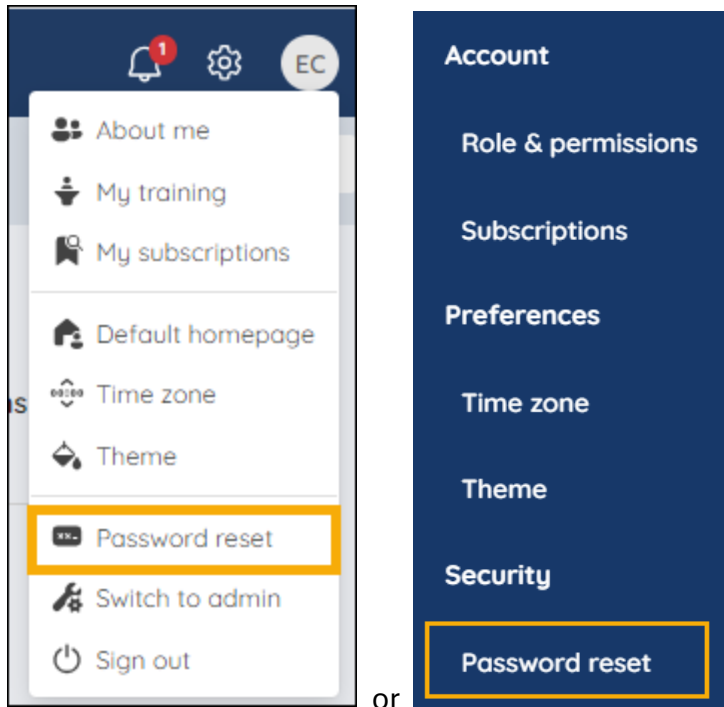 1
EC
About me
My training
My subscriptions
Default homepage
Time zone
Theme
Password reset
Switch to admin
Sign out
or
Account
Role & permissions
Subscriptions
Preferences
Time zone
Theme
Security
Password reset